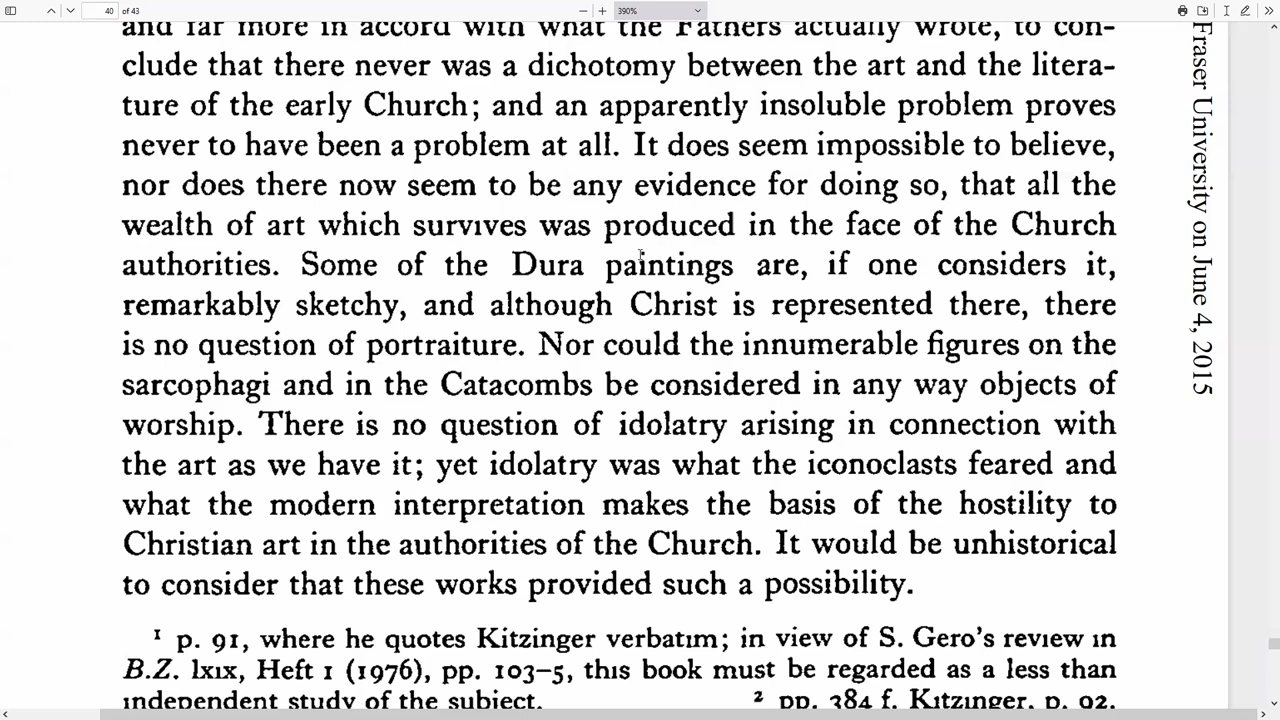 40 of 43
390%
and far more in accord with what the Fathers actually wrote, to con-
clude that there never was a dichotomy between the art and the litera-
ture of the early Church; and an apparently insoluble problem proves
never to have been a problem at all. It does seem impossible to believe,
nor does there now seem to be any evidence for doing so, that all the
wealth of art which survives was produced in the face of the Church
authorities. Some of the Dura paintings are, if one considers it,
remarkably sketchy, and although Christ is represented there, there
is no question of portraiture. Nor could the innumerable figures on the
sarcophagi and in the Catacombs be considered in any way objects of
worship. There is no question of idolatry arising in connection with
the art as we have it; yet idolatry was what the iconoclasts feared and
what the modern interpretation makes the basis of the hostility to
Christian art in the authorities of the Church. It would be unhistorical
to consider that these works provided such a possibility.
¹ p. 91, where he quotes Kitzinger verbatim; in view of S. Gero's review in
B.Z. lxix, Heft 1 (1976), pp. 103–5, this book must be regarded as a less than
independent study of the subject. ² pp. 384 f. Kitzinger, p. 92.
Fraser University on June 4, 2015